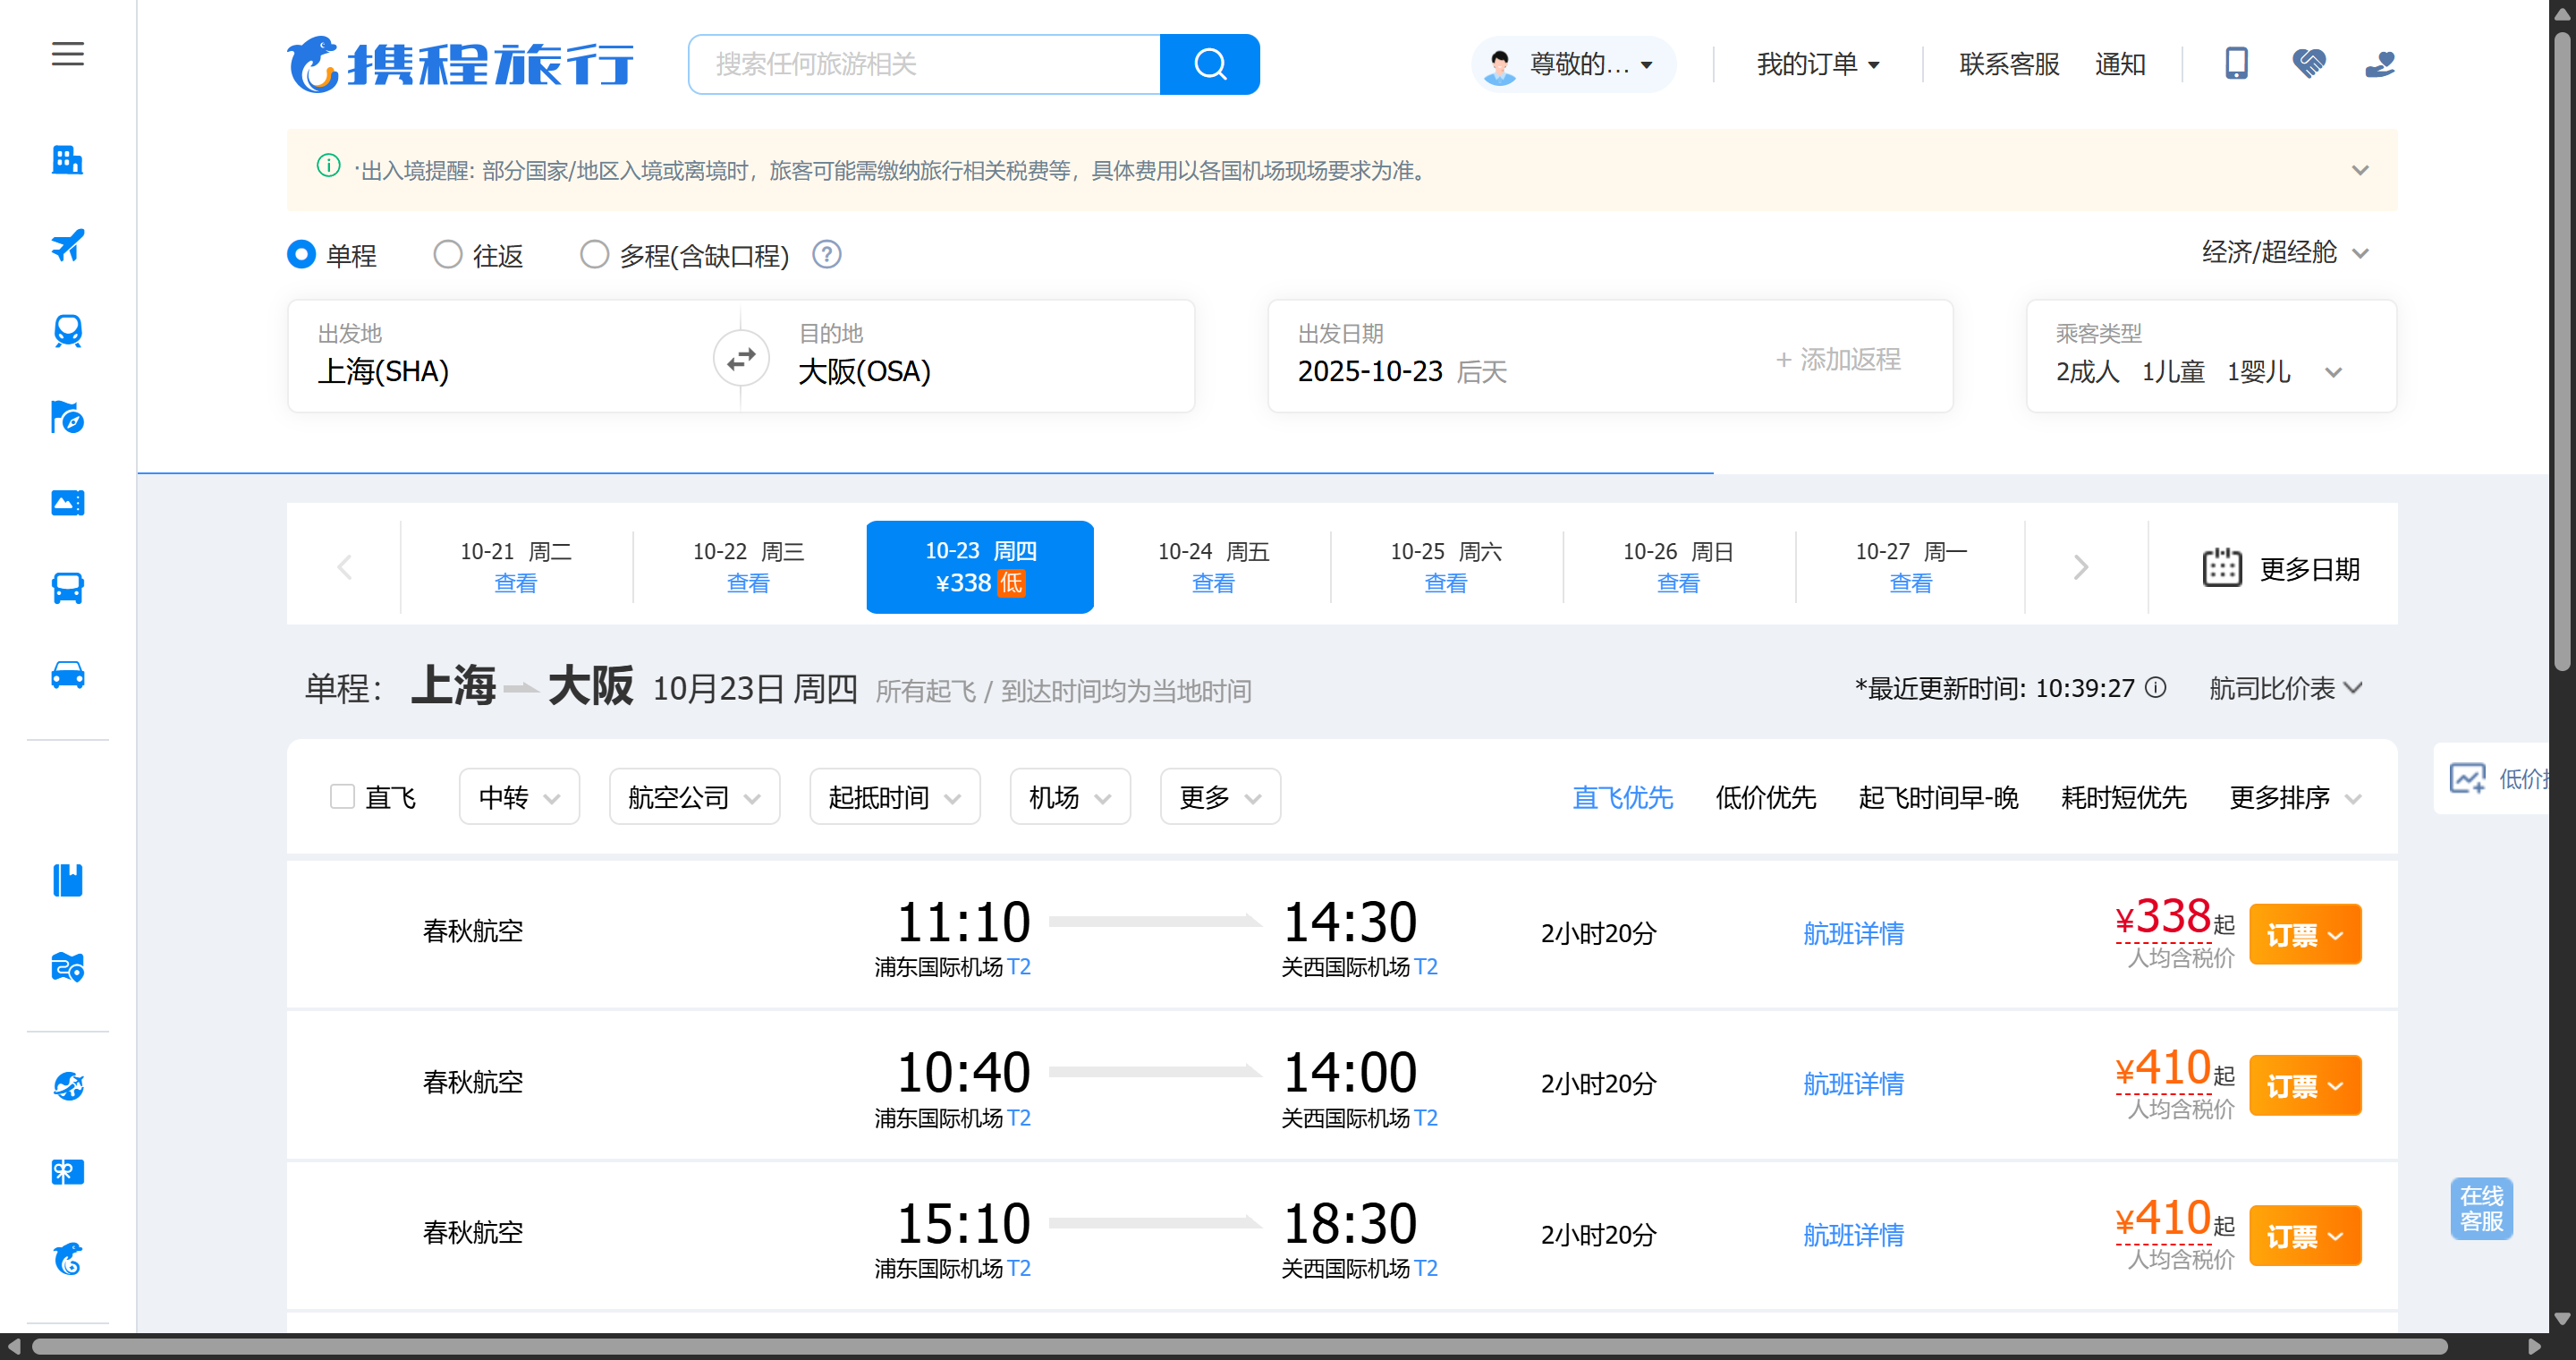 携程旅行
搜索任何旅游相关
尊敬的...
我的订单
联系客服
通知
·出入境提醒: 部分国家/地区入境或离境时，旅客可能需缴纳旅行相关税费等，具体费用以各国机场现场要求为准。
单程
往返
多程(含缺口程)
?
经济/超经舱
出发地
上海(SHA)
目的地
大阪(OSA)
出发日期
2025-10-23 后天
+ 添加返程
乘客类型
2成人 1儿童 1婴儿
10-21 周二
查看
10-22 周三
查看
10-23 周四
¥338 低
10-24 周五
查看
10-25 周六
查看
10-26 周日
查看
10-27 周一
查看
更多日期
单程： 上海 大阪 10月23日 周四 所有起飞 / 到达时间均为当地时间
*最近更新时间: 10:39:27
航司比价表
直飞
中转
航空公司
起抵时间
机场
更多
直飞优先
低价优先
起飞时间早-晚
耗时短优先
更多排序
低价
春秋航空
11:10
浦东国际机场 T2
14:30
关西国际机场 T2
2小时20分
航班详情
¥338起
人均含税价
订票
春秋航空
10:40
浦东国际机场 T2
14:00
关西国际机场 T2
2小时20分
航班详情
¥410起
人均含税价
订票
春秋航空
15:10
浦东国际机场 T2
18:30
关西国际机场 T2
2小时20分
航班详情
¥410起
人均含税价
订票
在线
客服